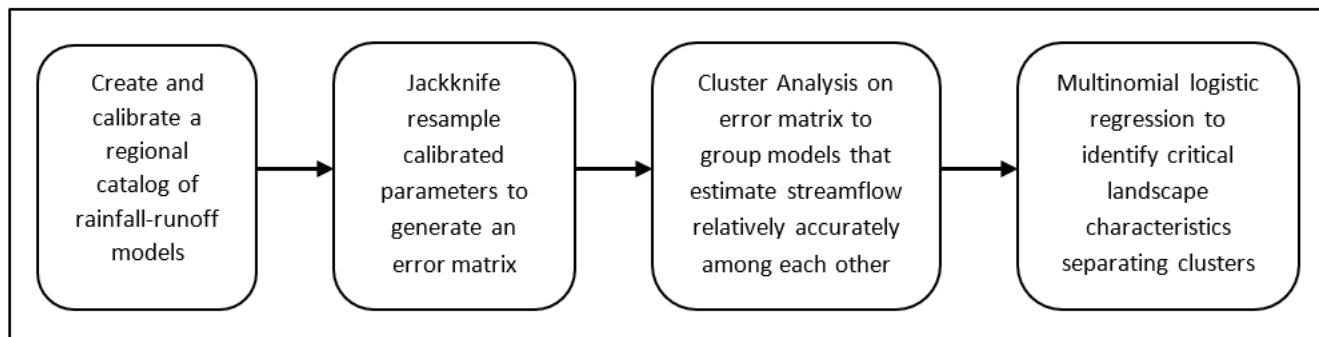 Create and
calibrate a
regional
catalog of
rainfall-runoff
models
Jackknife
resample
calibrated
parameters to
generate an
error matrix
Cluster Analysis on
error matrix to
group models that
estimate streamflow
relatively accurately
among each other
Multinomial logistic
regression to
identify critical
landscape
characteristics
separating clusters